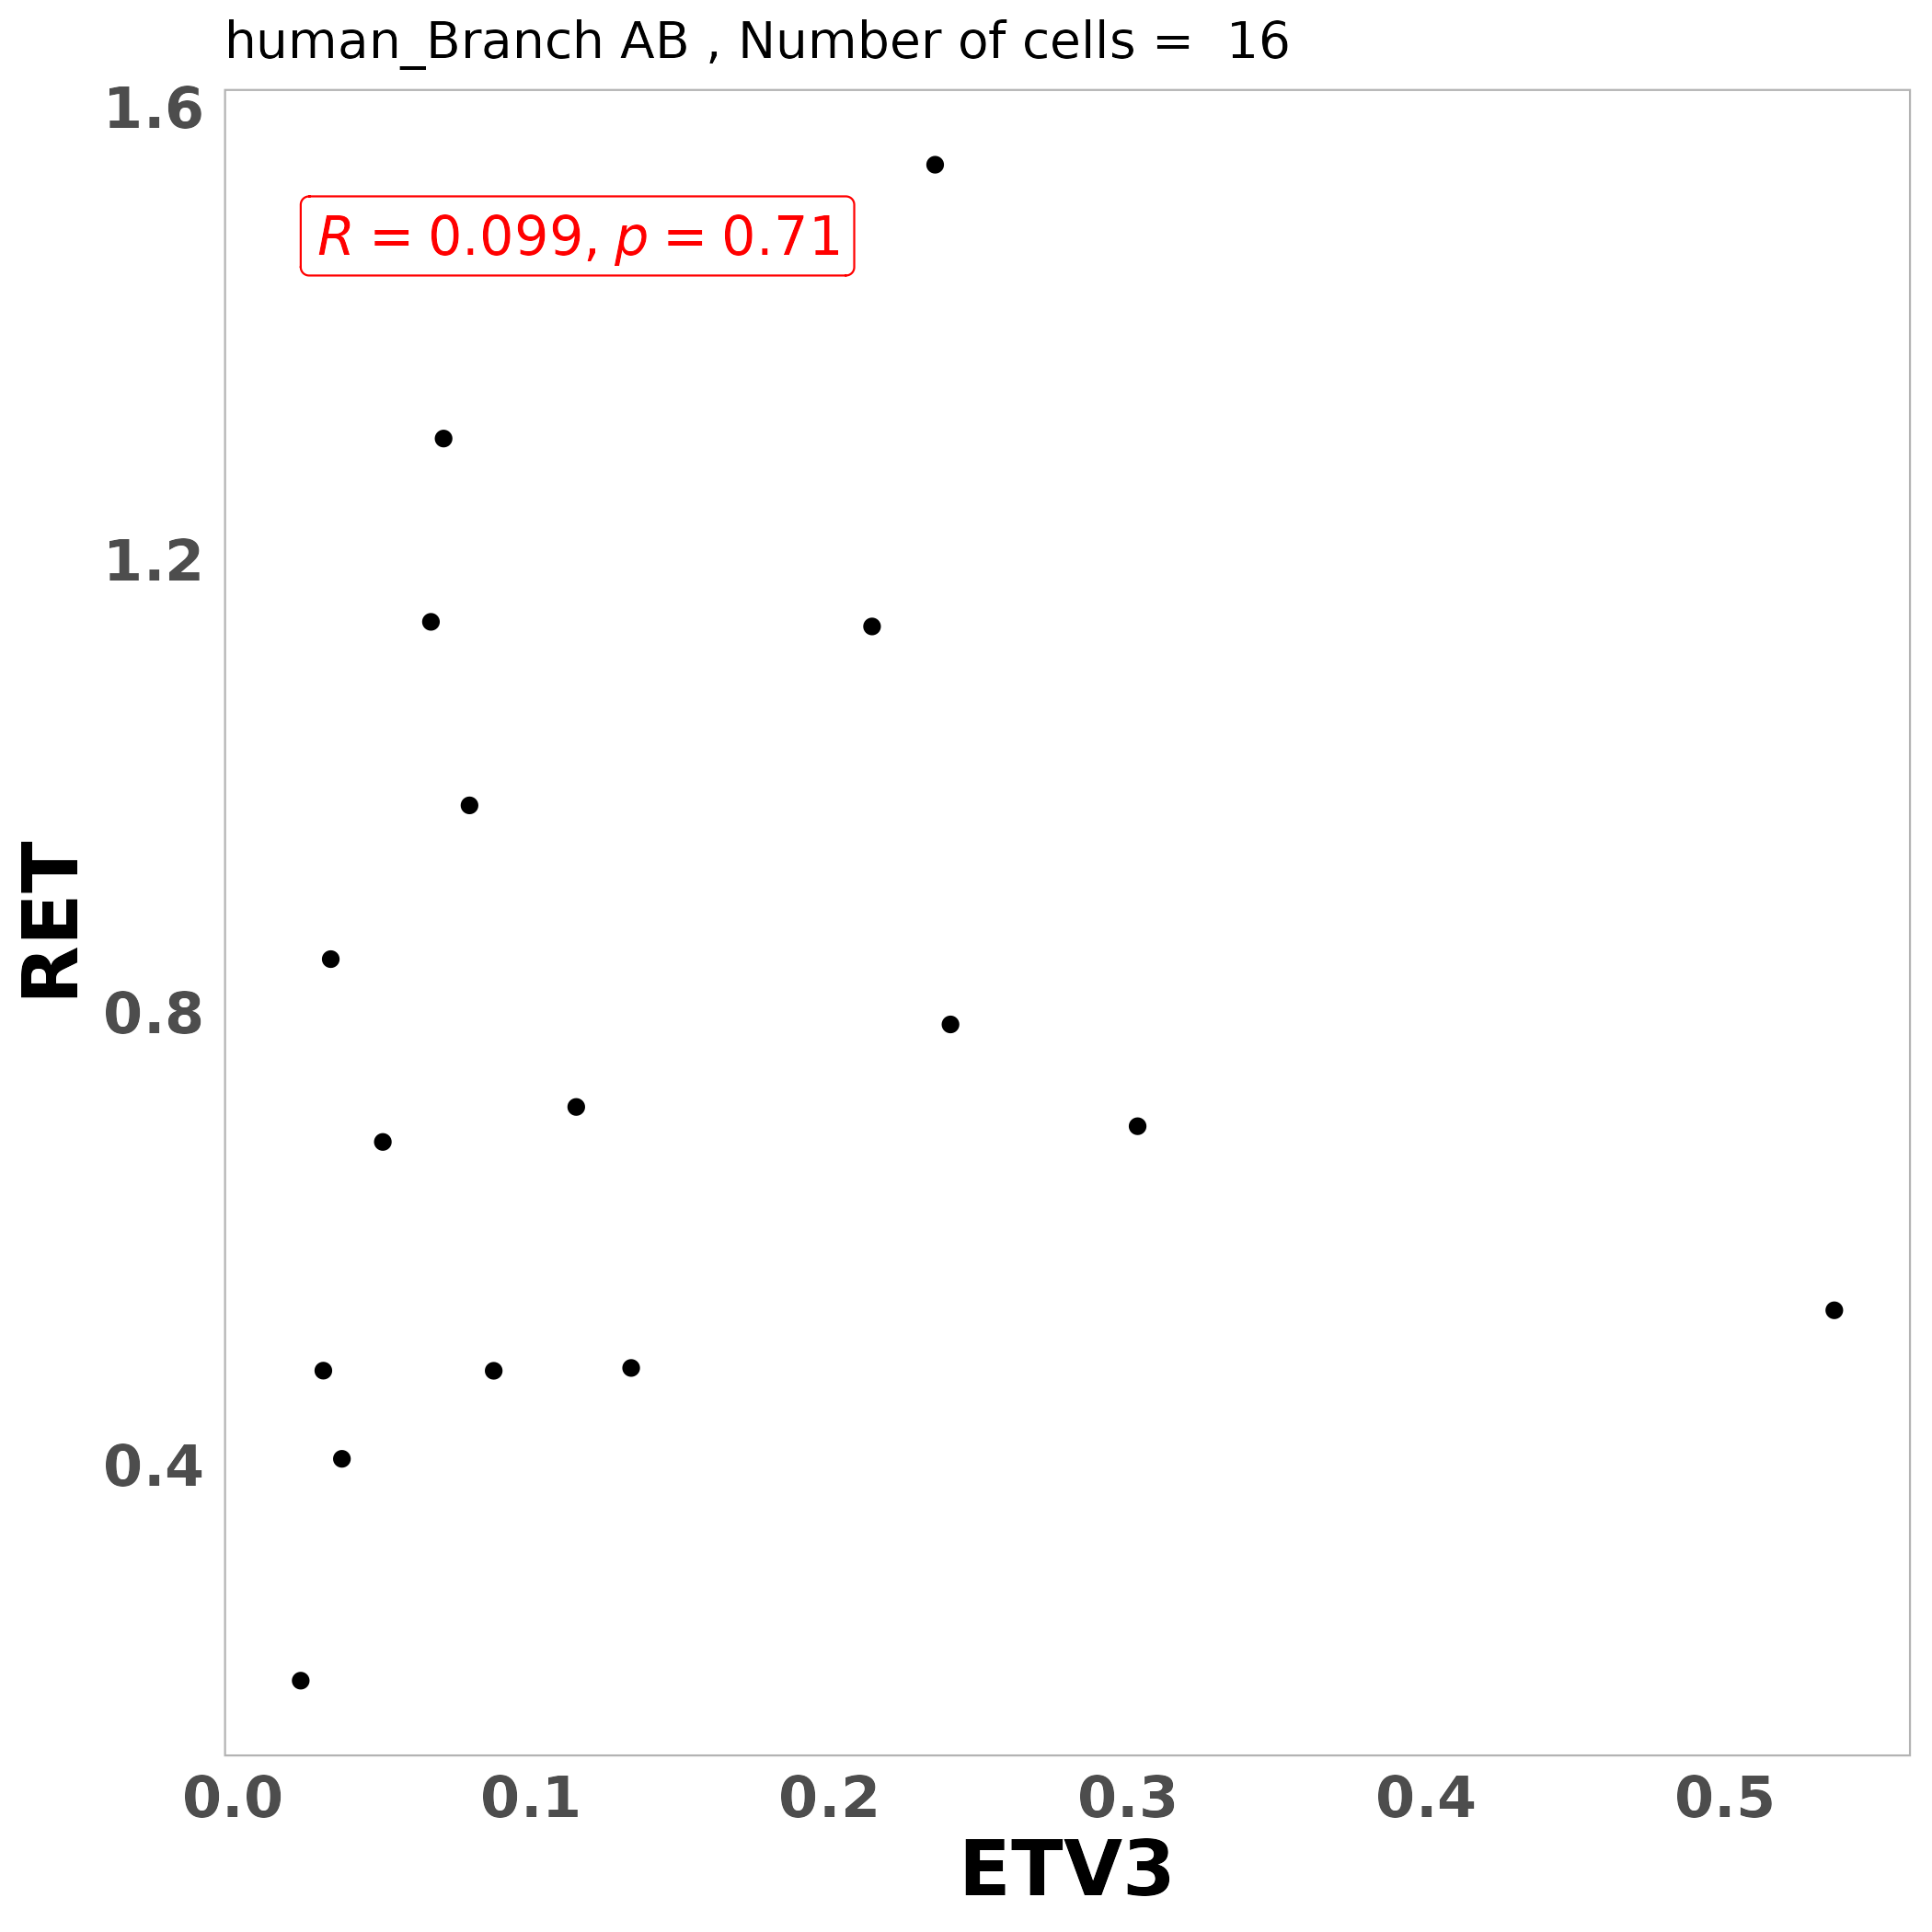 human_Branch AB , Number of cells =  16
1.6
R = 0.099, p = 0.71
1.2
RET
0.8
0.4
0.0 0.1 0.2 0.3 0.4 0.5
ETV3